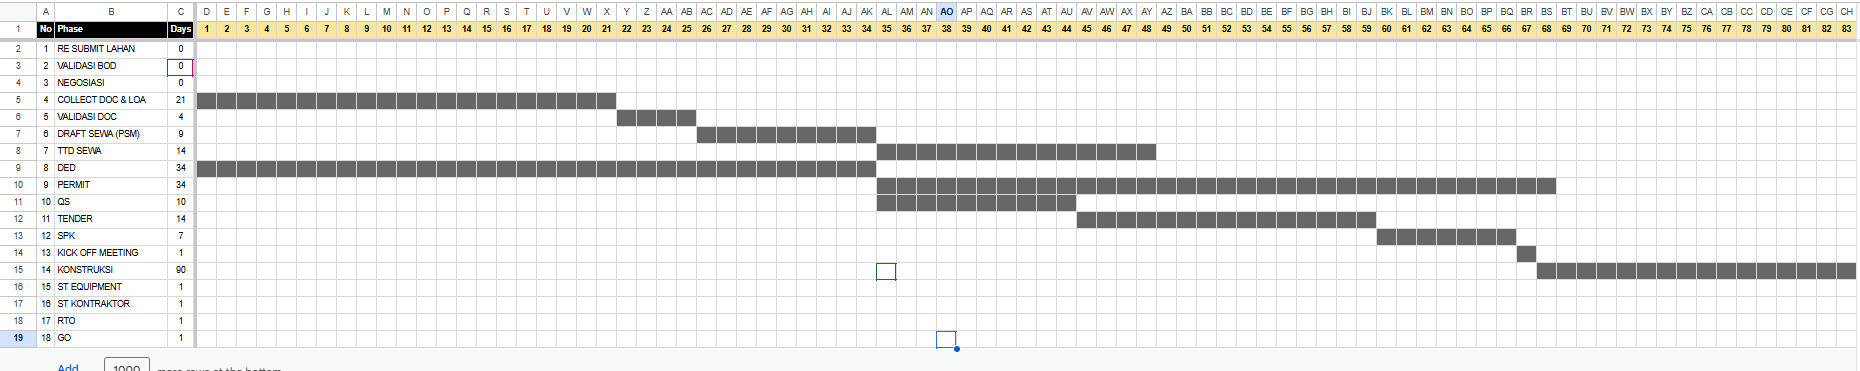 A B C D E F G H I J K L M N O P Q R S T U V W X Y Z AA AB AC AD AE AF AG AH AI AJ AK AL AM AN AO AP AQ AR AS AT AU AV AW AX AY AZ BA BB BC BD BE BF BG BH BI BJ BK BL BM BN BO BP BQ BR BS BT BU BV BW BX BY BZ CA CB CC CD CE CF CG CH
1 No Phase Days 1 2 3 4 5 6 7 8 9 10 11 12 13 14 15 16 17 18 19 20 21 22 23 24 25 26 27 28 29 30 31 32 33 34 35 36 37 38 39 40 41 42 43 44 45 46 47 48 49 50 51 52 53 54 55 56 57 58 59 60 61 62 63 64 65 66 67 68 69 70 71 72 73 74 75 76 77 78 79 80 81 82 83
2 1 RE SUBMIT LAHAN 0
3 2 VALIDASI BOD 0
4 3 NEGOSIASI 0
5 4 COLLECT DOC & LOA 21
6 5 VALIDASI DOC 4
7 6 DRAFT SEWA (PSM) 9
8 7 TTD SEWA 14
9 8 DED 34
10 9 PERMIT 34
11 10 QS 10
12 11 TENDER 14
13 12 SPK 7
14 13 KICK OFF MEETING 1
15 14 KONSTRUKSI 90
16 15 ST EQUIPMENT 1
17 16 ST KONTRAKTOR 1
18 17 RTO 1
19 18 GO 1
Add 1000 more rows at the bottom